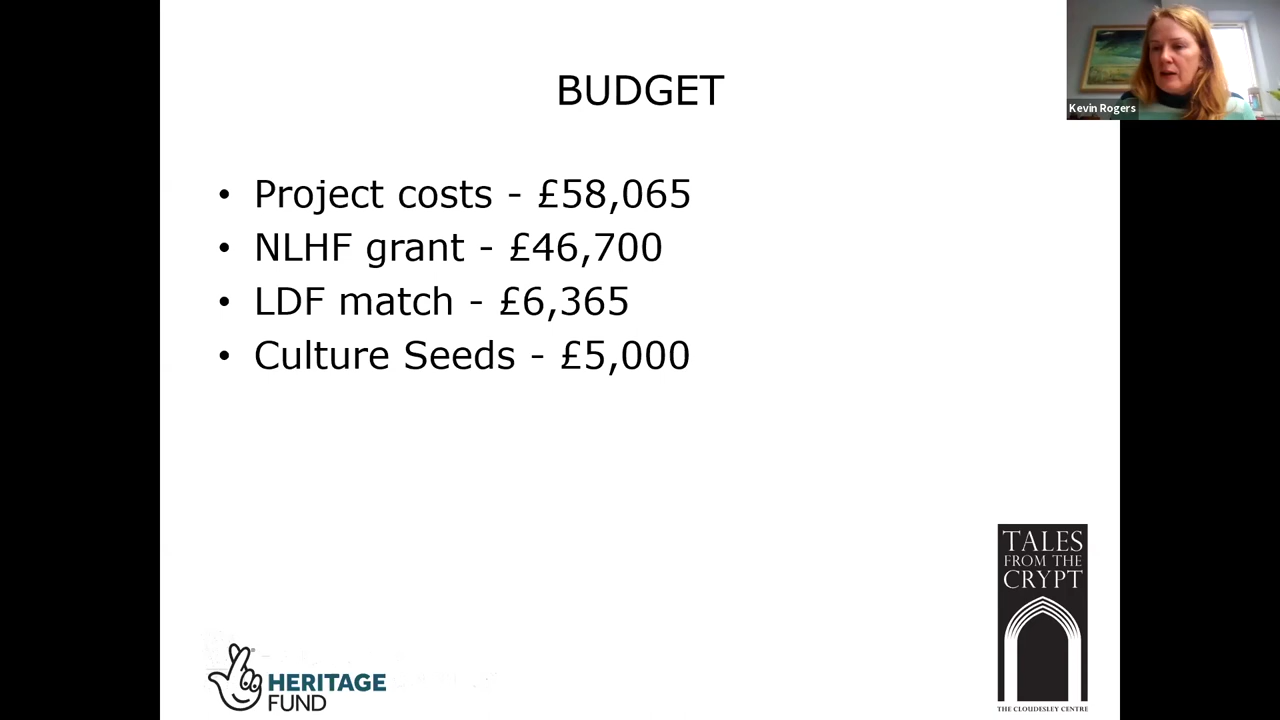 BUDGET
Kevin Rogers
• Project costs - £58,065
• NLHF grant - £46,700
• LDF match - £6,365
• Culture Seeds - £5,000
TALES
FROM THE
CRYPT
THE CLOUDESLEY CENTRE
HERITAGE
FUND